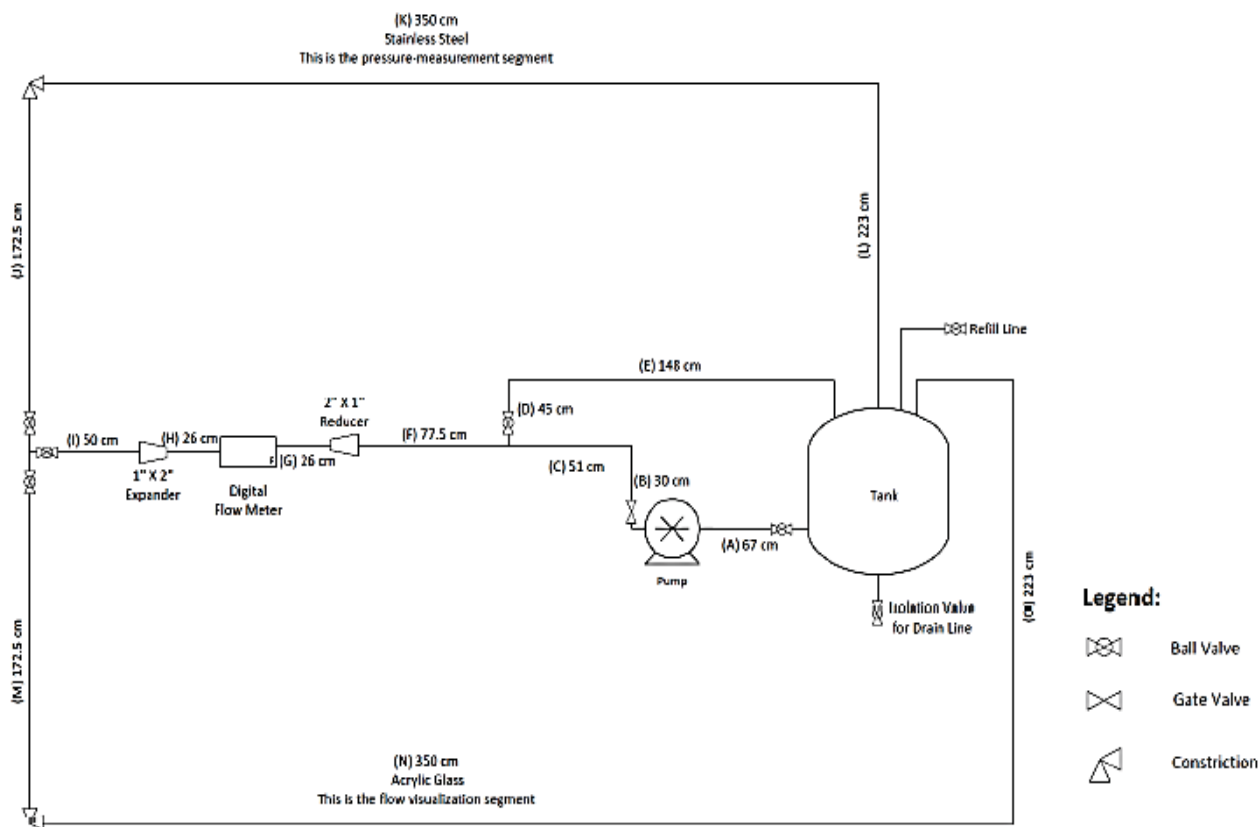 (K) 350 cm
Stainless Steel
This is the pressure-measurement segment
(J) 172.5 cm
(L) 223 cm
Refill Line
(E) 148 cm
2" X 1"
Reducer
(D) 45 cm
(I) 50 cm
(H) 26 cm
(F) 77.5 cm
F
(G) 26 cm
(C) 51 cm
1" X 2"
Expander
Digital
Flow Meter
(B) 30 cm
Tank
(A) 67 cm
Pump
Isolation Valve
for Drain Line
(M) 172.5 cm
223 cm
Legend:
Ball Valve
Gate Valve
Constriction
(N) 350 cm
Acrylic Glass
This is the flow visualization segment